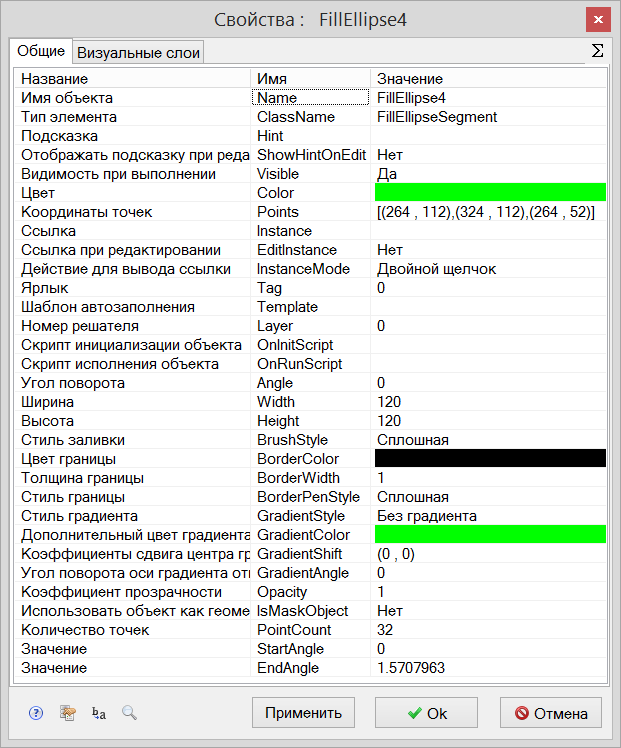 Свойства : FillEllipse4
Общие Визуальные слои Σ
Название Имя Значение
Имя объекта Name FillEllipse4
Тип элемента ClassName FillEllipseSegment
Подсказка Hint
Отображать подсказку при реда ShowHintOnEdit Нет
Видимость при выполнении Visible Да
Цвет Color
Координаты точек Points [(264 , 112),(324 , 112),(264 , 52)]
Ссылка Instance
Ссылка при редактировании EditInstance Нет
Действие для вывода ссылки InstanceMode Двойной щелчок
Ярлык Tag 0
Шаблон автозаполнения Template
Номер решателя Layer 0
Скрипт инициализации объекта OnInitScript
Скрипт исполнения объекта OnRunScript
Угол поворота Angle 0
Ширина Width 120
Высота Height 120
Стиль заливки BrushStyle Сплошная
Цвет границы BorderColor
Толщина границы BorderWidth 1
Стиль границы BorderPenStyle Сплошная
Стиль градиента GradientStyle Без градиента
Дополнительный цвет градиента GradientColor
Коэффициенты сдвига центра гр GradientShift (0 , 0)
Угол поворота оси градиента отн GradientAngle 0
Коэффициент прозрачности Opacity 1
Использовать объект как геоме IsMaskObject Нет
Количество точек PointCount 32
Значение StartAngle 0
Значение EndAngle 1.5707963
? b a Применить Ok Отмена